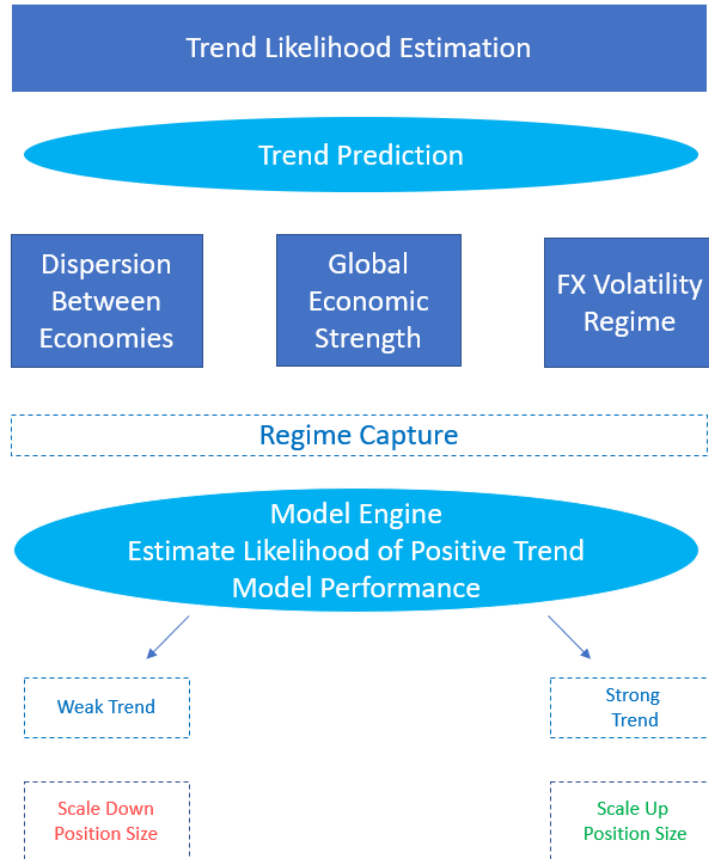 Trend Likelihood Estimation
Trend Prediction
Dispersion
Between
Economies
Global
Economic
Strength
FX Volatility
Regime
Regime Capture
Model Engine
Estimate Likelihood of Positive Trend
Model Performance
Weak Trend
Strong
Trend
Scale Down
Position Size
Scale Up
Position Size